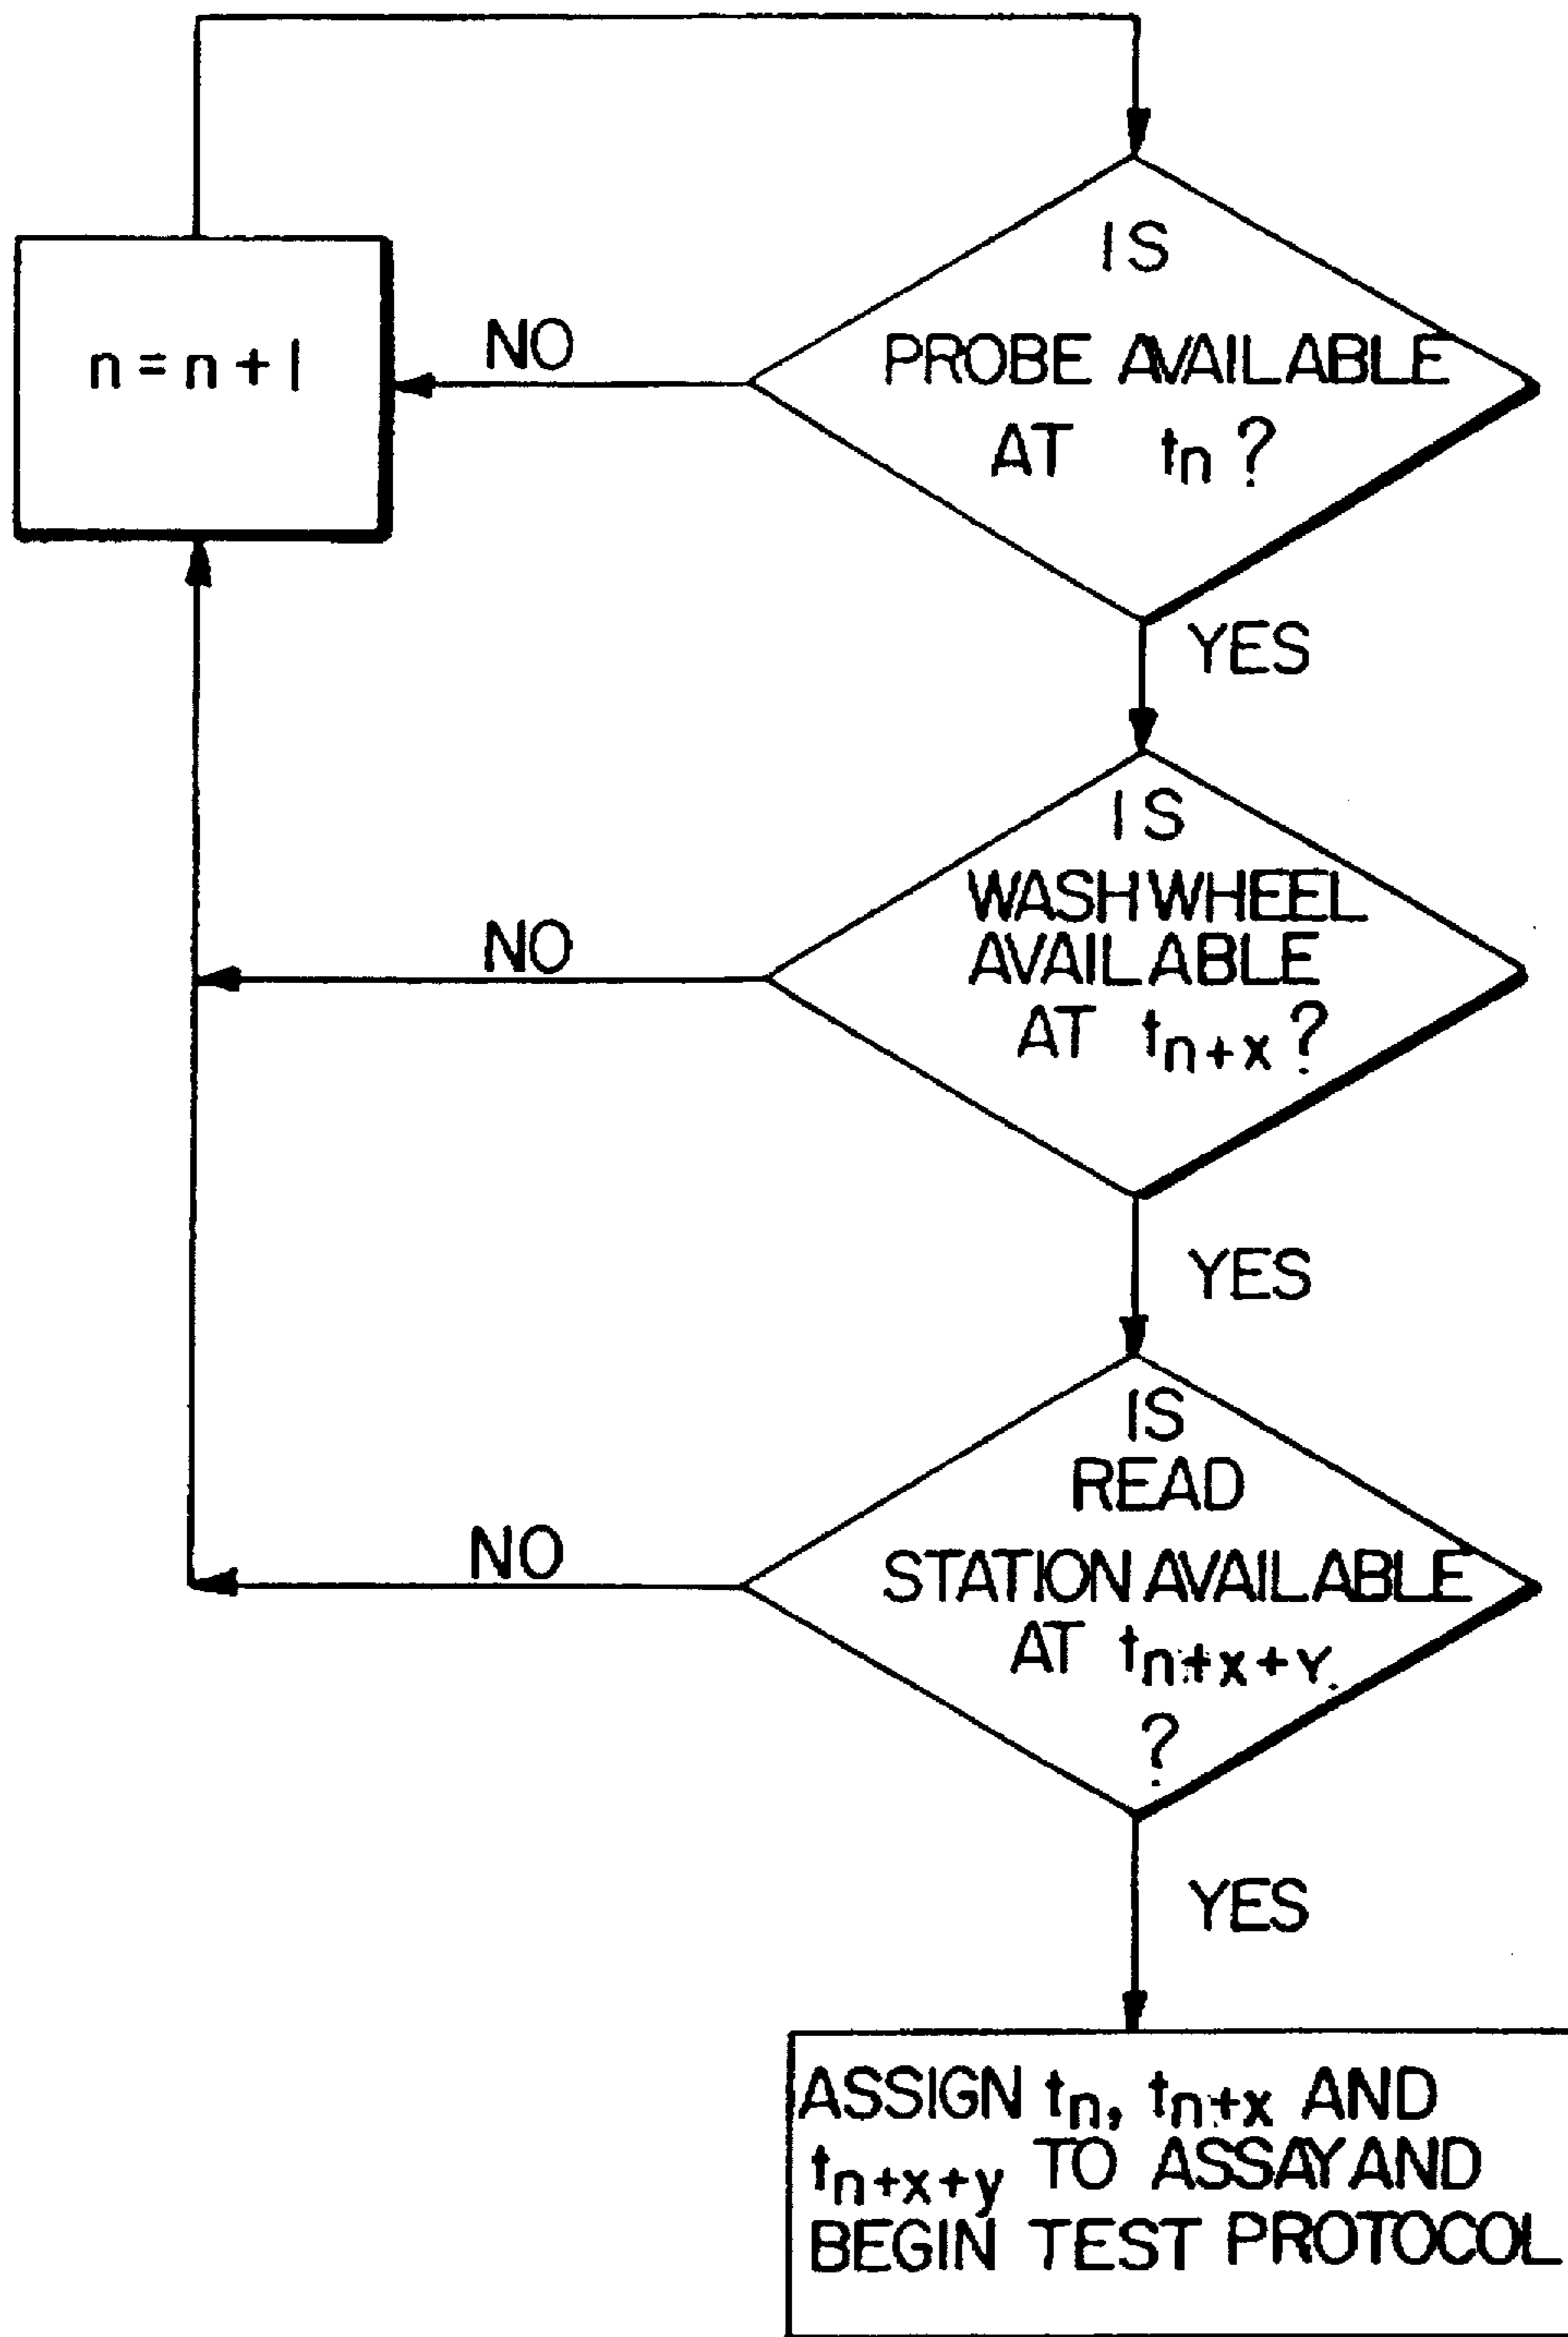 IS
PROBE AVAILABLE
AT tn ?
n = n + 1
NO
YES
IS
WASH WHEEL
AVAILABLE
AT tn+x ?
NO
YES
IS
READ
STATION AVAILABLE
AT tn+x+y
?
NO
YES
ASSIGN tn, tn+x AND
tn+x+y TO ASSAY AND
BEGIN TEST PROTOCOL